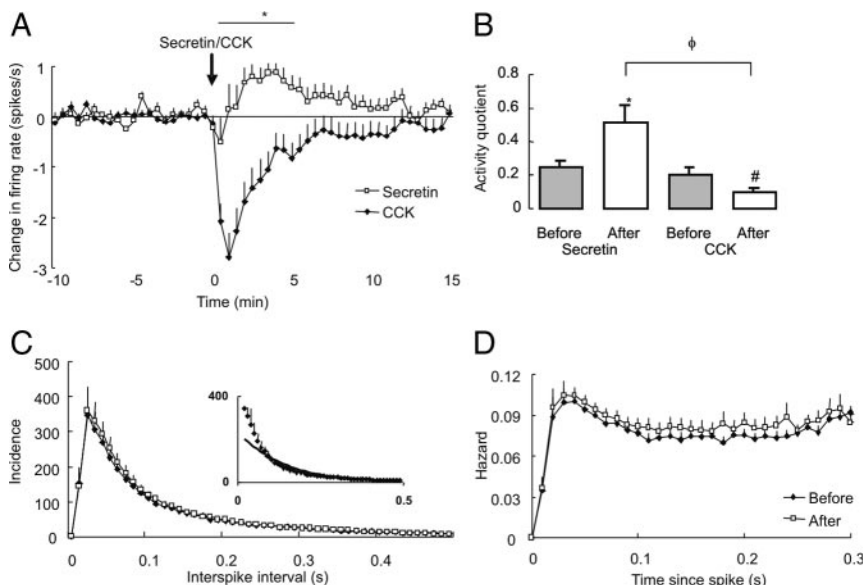 A
*
Secretin/CCK
Change in firing rate (spikes/s)
1
0
-1
-2
-3
Secretin
CCK
-10
-5
0
5
10
15
Time (min)
B
ϕ
Activity quotient
0.8
0.6
0.4
0.2
0
*
#
Before
After
Before
After
Secretin
CCK
C
Incidence
500
400
300
200
100
0
400
0
0
0.5
0
0.1
0.2
0.3
0.4
Interspike interval (s)
D
Hazard
0.12
0.09
0.06
0.03
0
Before
After
0
0.1
0.2
0.3
Time since spike (s)